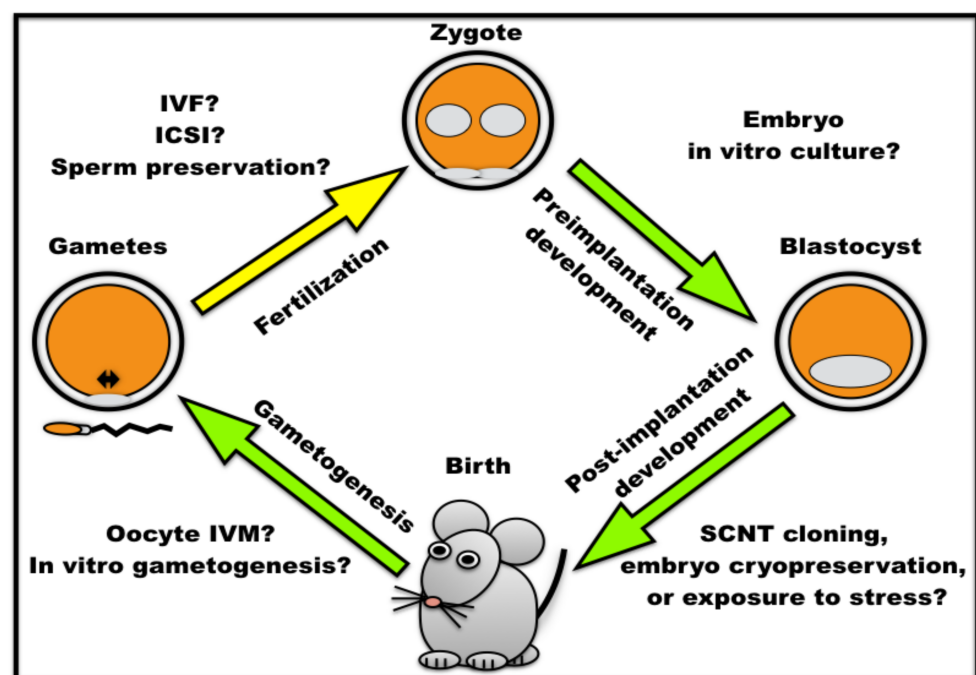 Zygote
IVF?
ICSI?
Sperm preservation?
Embryo
in vitro culture?
Gametes
Fertilization
Preimplantation
development
Blastocyst
Gametogenesis
Birth
Post-implantation
development
Oocyte IVM?
In vitro gametogenesis?
SCNT cloning,
embryo cryopreservation,
or exposure to stress?